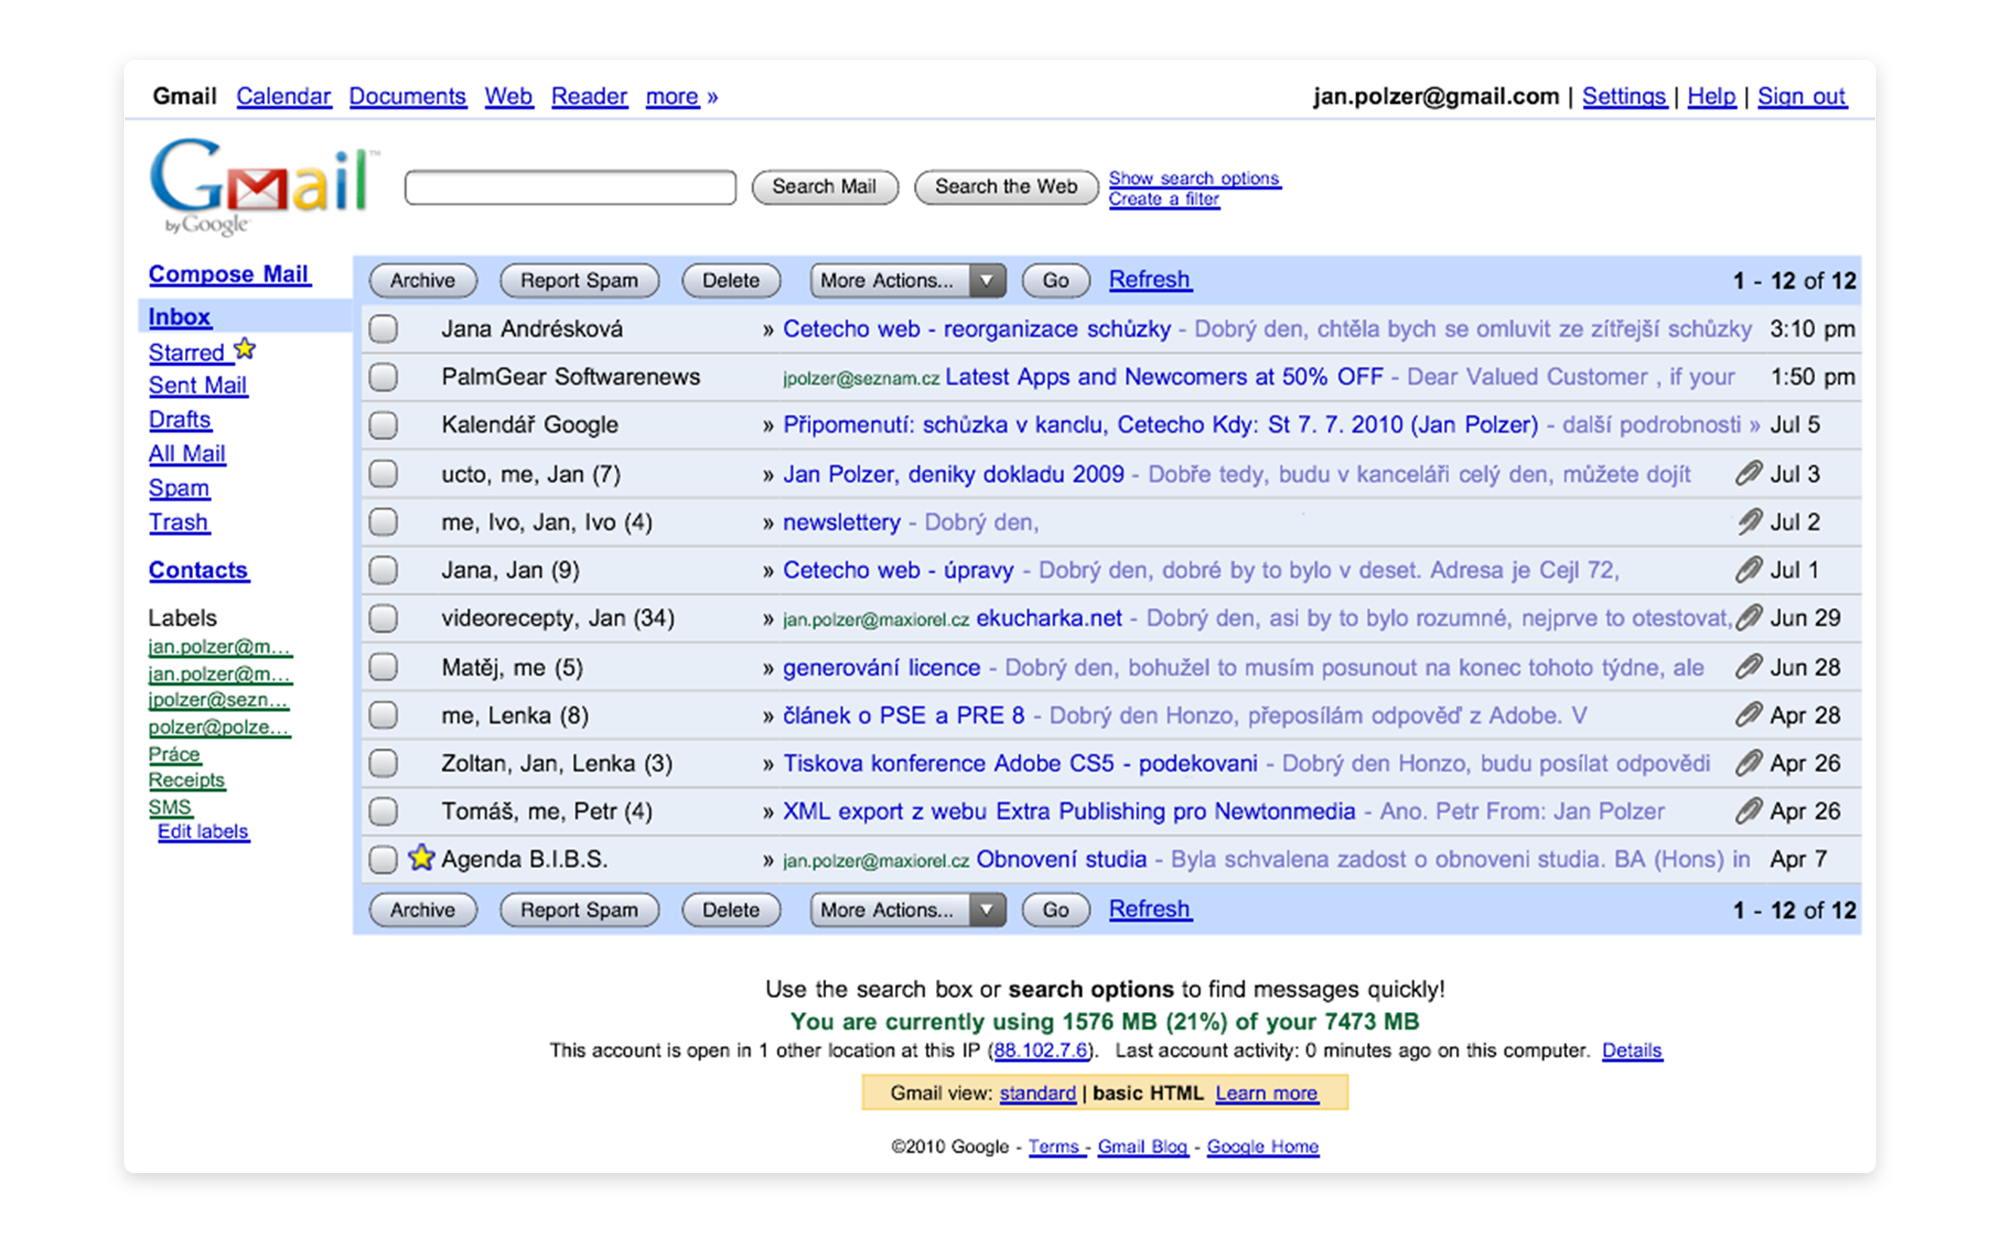 Gmail Calendar Documents Web Reader more » jan.polzer@gmail.com | Settings | Help | Sign out
Gmail™
by Google
Search Mail Search the Web Show search options
Create a filter
Compose Mail
Inbox
Starred
Sent Mail
Drafts
All Mail
Spam
Trash
Contacts
Labels
jan.polzer@m...
jan.polzer@m...
jpolzer@sezn...
polzer@polze...
Práce
Receipts
SMS
Edit labels
Archive Report Spam Delete More Actions... Go Refresh 1 - 12 of 12
Jana Andrésková » Cetecho web - reorganizace schůzky - Dobrý den, chtěla bych se omluvit ze zítřejší schůzky 3:10 pm
PalmGear Softwarenews jpolzer@seznam.cz Latest Apps and Newcomers at 50% OFF - Dear Valued Customer , if your 1:50 pm
Kalendář Google » Připomenutí: schůzka v kanclu, Cetecho Kdy: St 7. 7. 2010 (Jan Polzer) - další podrobnosti » Jul 5
ucto, me, Jan (7) » Jan Polzer, deniky dokladu 2009 - Dobře tedy, budu v kanceláři celý den, můžete dojít Jul 3
me, Ivo, Jan, Ivo (4) » newslettery - Dobrý den, Jul 2
Jana, Jan (9) » Cetecho web - úpravy - Dobrý den, dobré by to bylo v deset. Adresa je Cejl 72, Jul 1
videorecepty, Jan (34) » jan.polzer@maxiorel.cz ekucharka.net - Dobrý den, asi by to bylo rozumné, nejprve to otestovat, Jun 29
Matěj, me (5) » generování licence - Dobrý den, bohužel to musím posunout na konec tohoto týdne, ale Jun 28
me, Lenka (8) » článek o PSE a PRE 8 - Dobrý den Honzo, přeposílám odpověď z Adobe. V Apr 28
Zoltan, Jan, Lenka (3) » Tiskova konference Adobe CS5 - podekovani - Dobrý den Honzo, budu posílat odpovědi Apr 26
Tomáš, me, Petr (4) » XML export z webu Extra Publishing pro Newtonmedia - Ano. Petr From: Jan Polzer Apr 26
Agenda B.I.B.S. » jan.polzer@maxiorel.cz Obnovení studia - Byla schvalena zadost o obnoveni studia. BA (Hons) in Apr 7
Archive Report Spam Delete More Actions... Go Refresh 1 - 12 of 12
Use the search box or search options to find messages quickly!
You are currently using 1576 MB (21%) of your 7473 MB
This account is open in 1 other location at this IP (88.102.7.6). Last account activity: 0 minutes ago on this computer. Details
Gmail view: standard | basic HTML Learn more
©2010 Google - Terms - Gmail Blog - Google Home